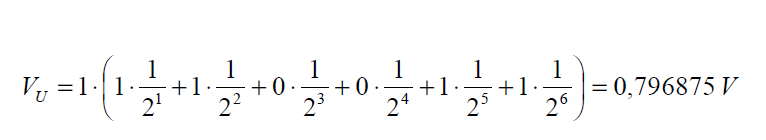 V_U = 1 · (1 · 1/2^1 + 1 · 1/2^2 + 0 · 1/2^3 + 0 · 1/2^4 + 1 · 1/2^5 + 1 · 1/2^6) = 0,796875 V